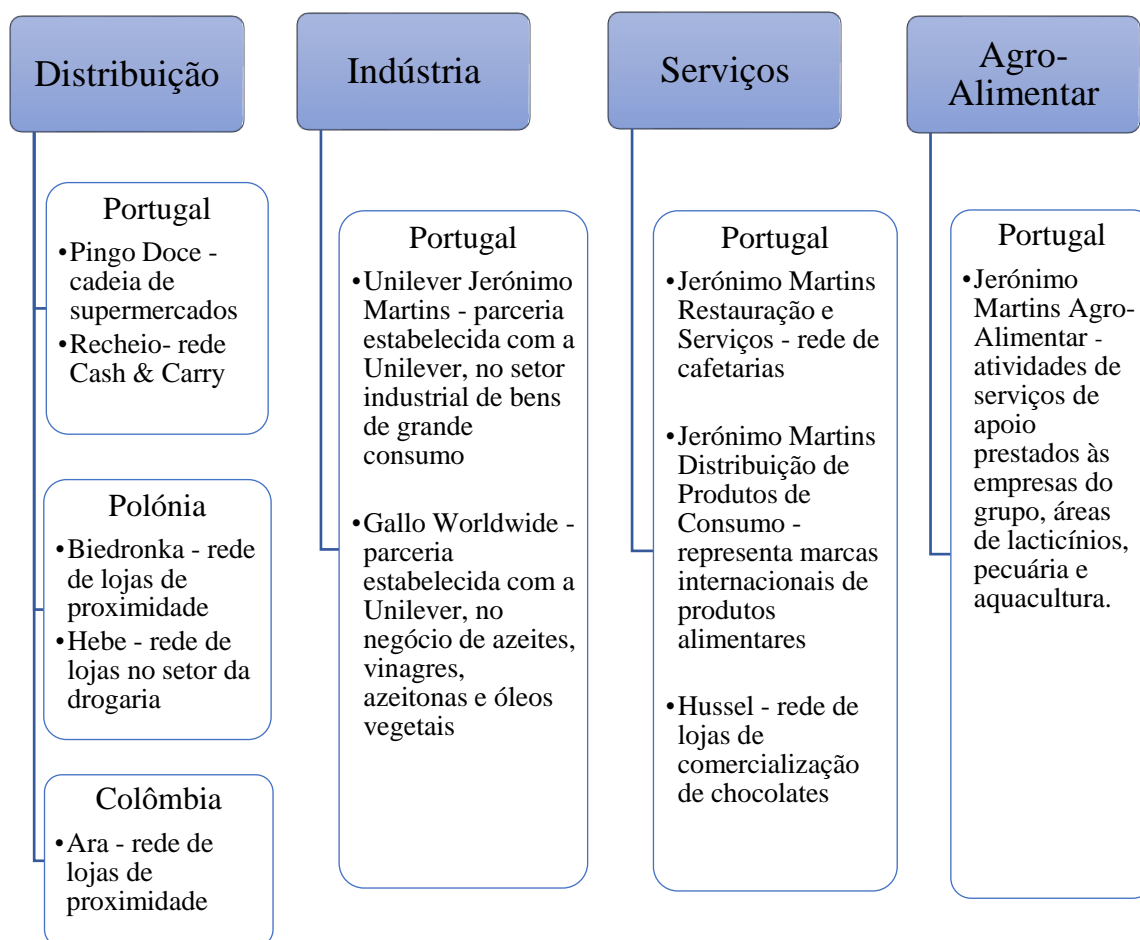 Distribuição
Portugal
•Pingo Doce -
cadeia de
supermercados
•Recheio- rede
Cash & Carry
Polónia
•Biedronka - rede
de lojas de
proximidade
•Hebe - rede de
lojas no setor da
drogaria
Colômbia
•Ara - rede de
lojas de
proximidade
Indústria
Portugal
•Unilever Jerónimo
Martins - parceria
estabelecida com a
Unilever, no setor
industrial de bens
de grande
consumo
•Gallo Worldwide -
parceria
estabelecida com a
Unilever, no
negócio de azeites,
vinagres,
azeitonas e óleos
vegetais
Serviços
Portugal
•Jerónimo Martins
Restauração e
Serviços - rede de
cafetarias
•Jerónimo Martins
Distribuição de
Produtos de
Consumo -
representa marcas
internacionais de
produtos
alimentares
•Hussel - rede de
lojas de
comercialização
de chocolates
Agro-
Alimentar
Portugal
•Jerónimo
Martins Agro-
Alimentar -
atividades de
serviços de
apoio
prestados às
empresas do
grupo, áreas
de lacticínios,
pecuária e
aquacultura.